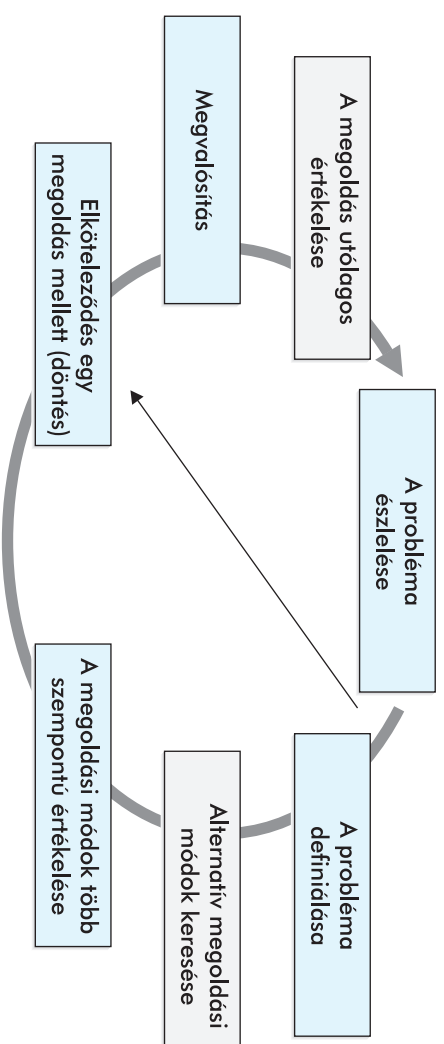 A probléma
észlelése
A probléma
definiálása
Alternatív megoldási
módok keresése
A megoldási módok több
szempontú értékelése
Elköteleződés egy
megoldás mellett (döntés)
Megvalósítás
A megoldás utólagos
értékelése